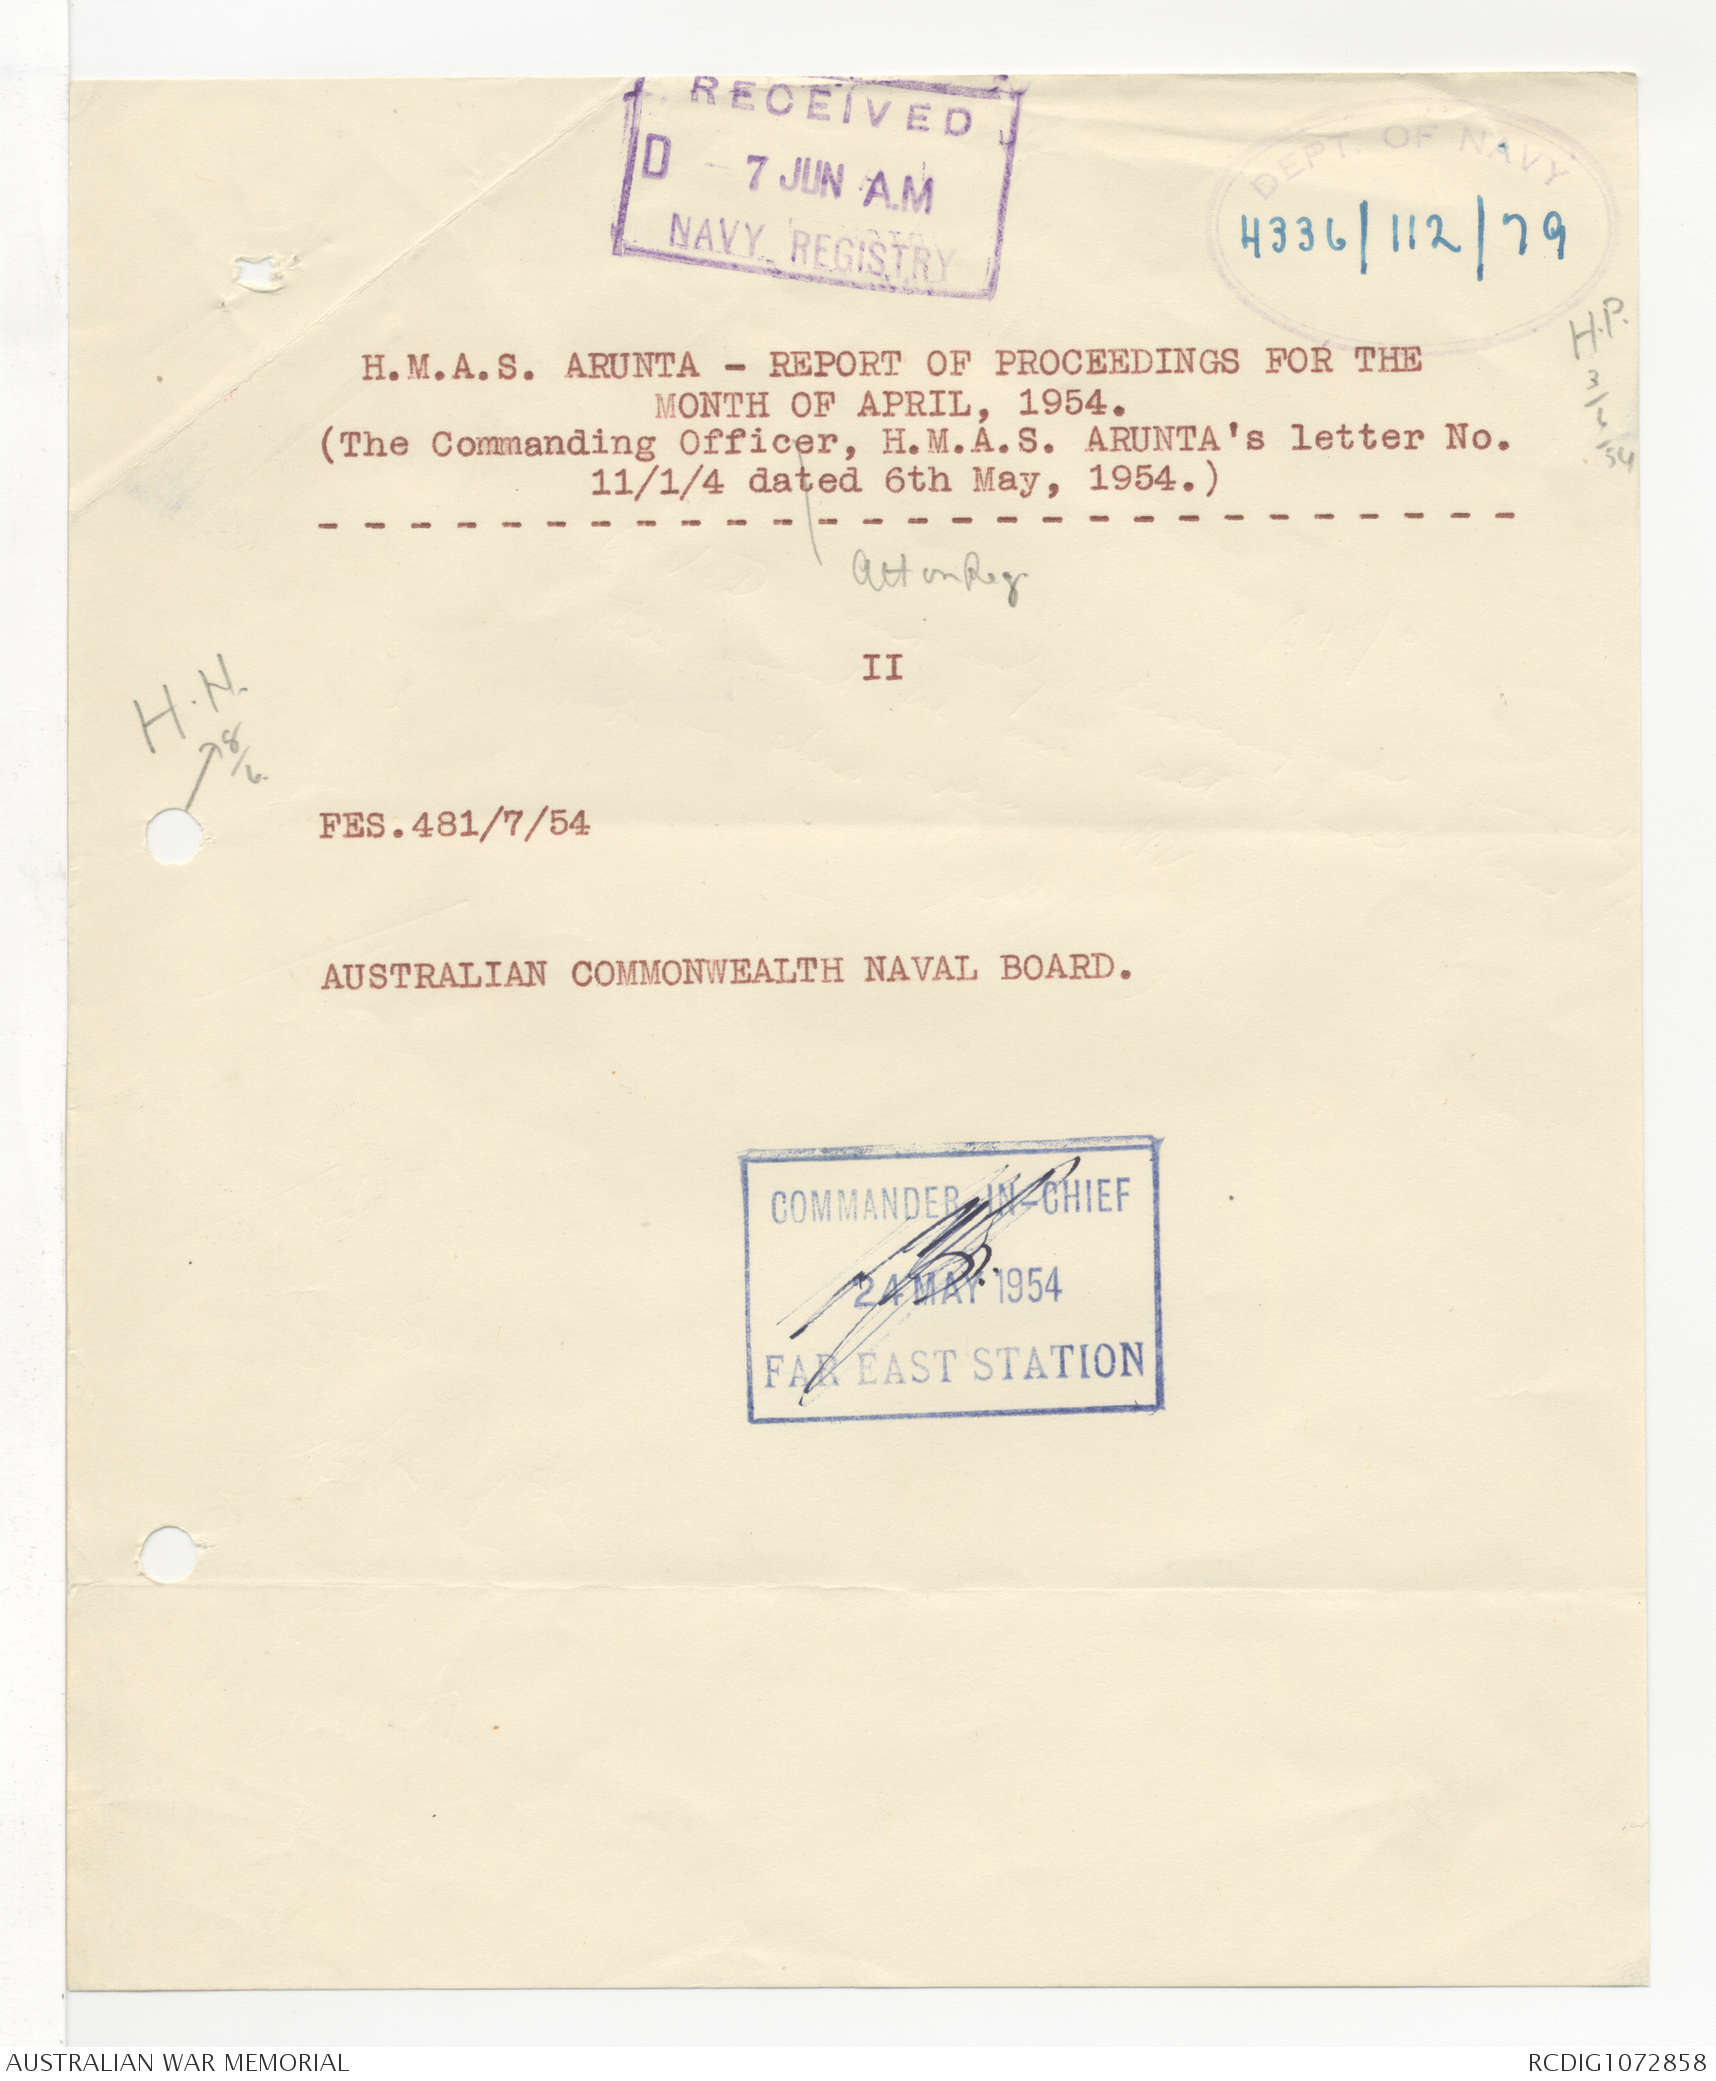 RECEIVED
D 7 JUN A.M
NAVY REGISTRY
DEPT. OF NAVY
4336/112/79
H.P.
3/6/54
H.M.A.S. ARUNTA - REPORT OF PROCEEDINGS FOR THE
MONTH OF APRIL, 1954.
(The Commanding Officer, H.M.A.S. ARUNTA's letter No.
11/1/4 dated 6th May, 1954.)
- - - - - - - - - - - - - - - - - - - - - - - - - - -
Att on Reg
II
H.N.
8/6.
FES.481/7/54
AUSTRALIAN COMMONWEALTH NAVAL BOARD.
COMMANDER-IN-CHIEF
24 MAY 1954
FAR EAST STATION
AUSTRALIAN WAR MEMORIAL
RCDIG1072858